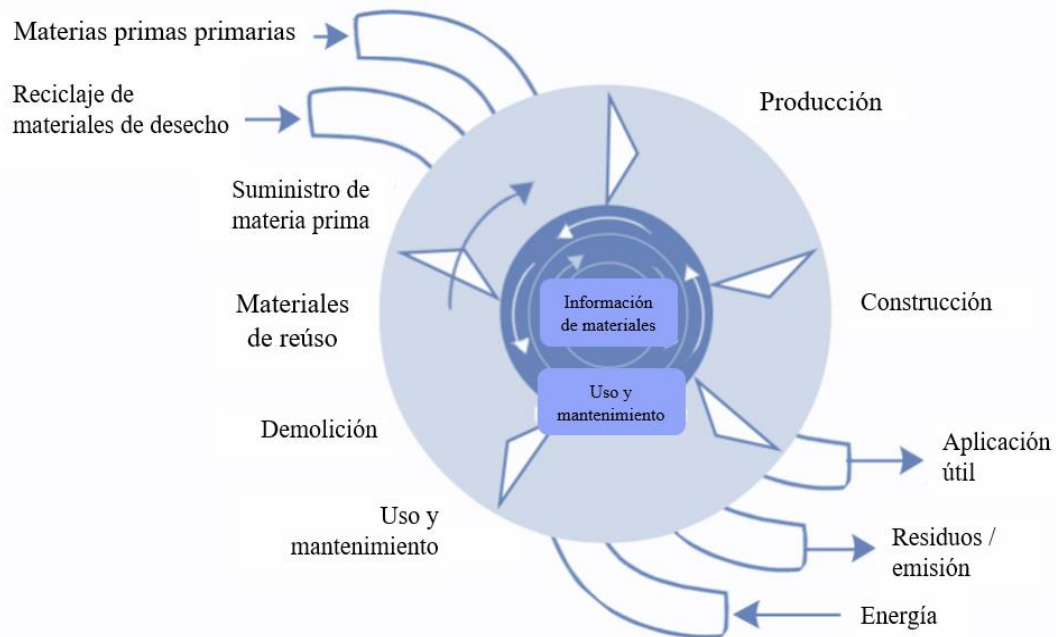 Materias primas primarias
Reciclaje de
materiales de desecho
Suministro de
materia prima
Materiales
de reúso
Demolición
Uso y
mantenimiento
Producción
Construcción
Información
de materiales
Uso y
mantenimiento
Aplicación
útil
Residuos /
emisión
Energía